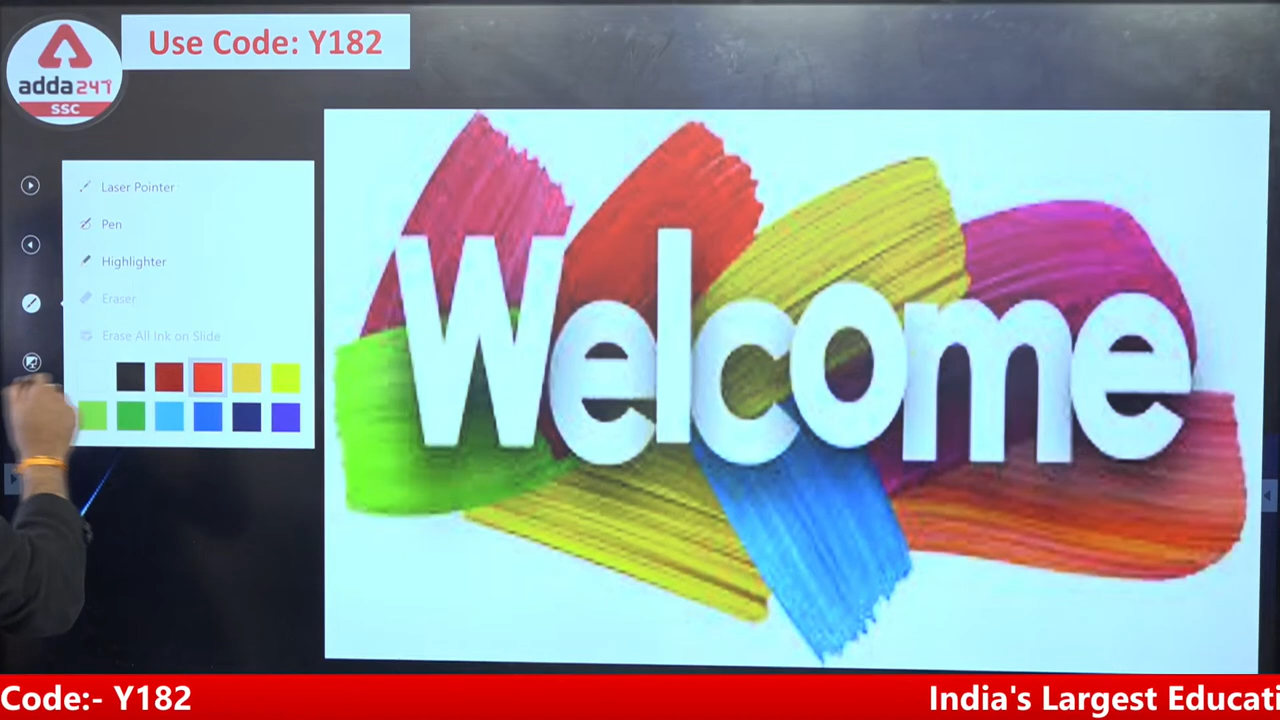 Use Code: Y182
adda 247
SSC
Laser Pointer
Pen
Highlighter
Eraser
Erase All Ink on Slide
Welcome
Code:- Y182
India's Largest Educati